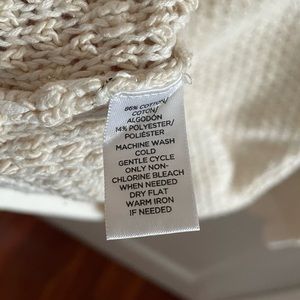 86% COTTON/
COTON/
ALGODÓN
14% POLYESTER/
POLIÉSTER
MACHINE WASH
COLD
GENTLE CYCLE
ONLY NON-
CHLORINE BLEACH
WHEN NEEDED
DRY FLAT
WARM IRON
IF NEEDED